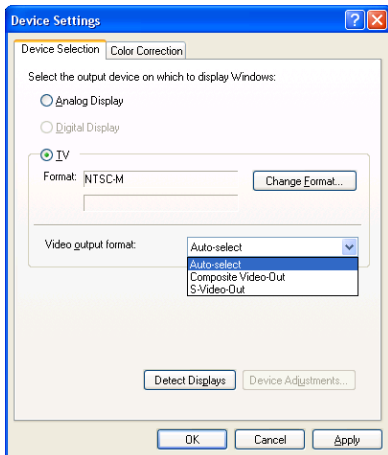 Device Settings
Device Selection
Color Correction
Select the output device on which to display Windows:
Analog Display
Digital Display
TV
Format:
NTSC-M
Change Format...
Video output format:
Auto-select
Auto-select
Composite Video-Out
S-Video-Out
Detect Displays
Device Adjustments...
OK
Cancel
Apply